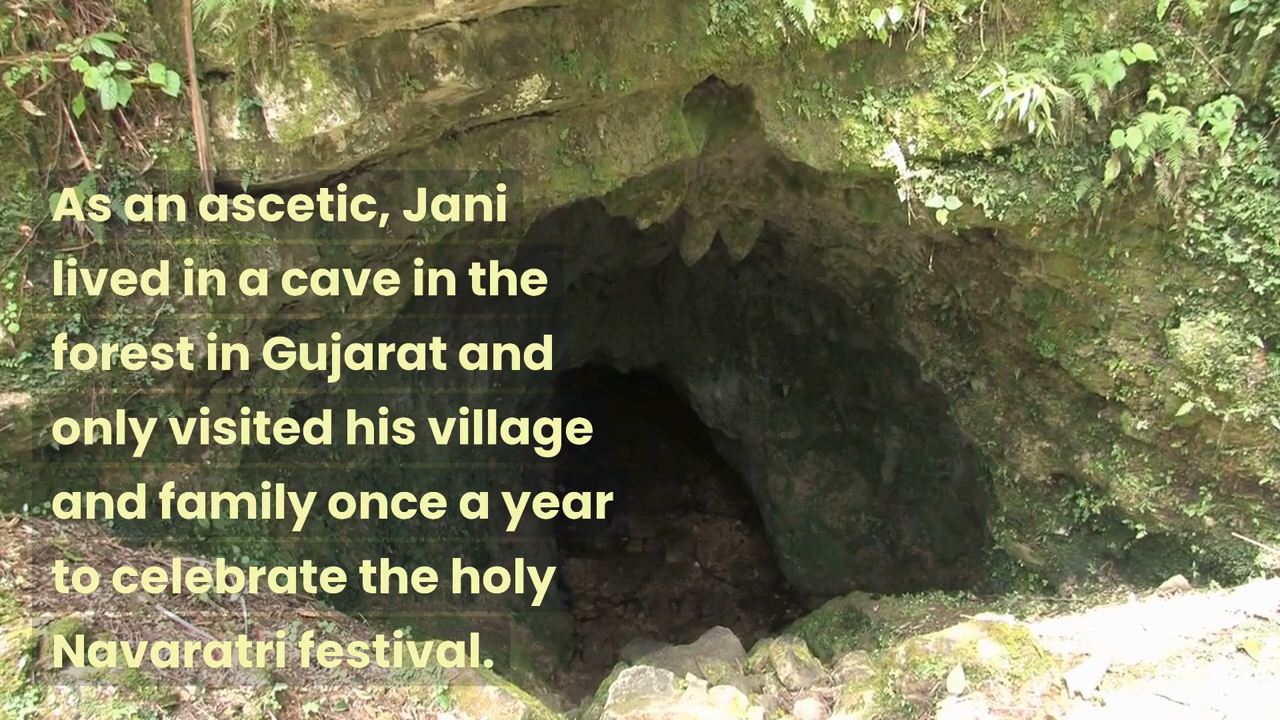 As an ascetic, Jani
lived in a cave in the
forest in Gujarat and
only visited his village
and family once a year
to celebrate the holy
Navaratri festival.